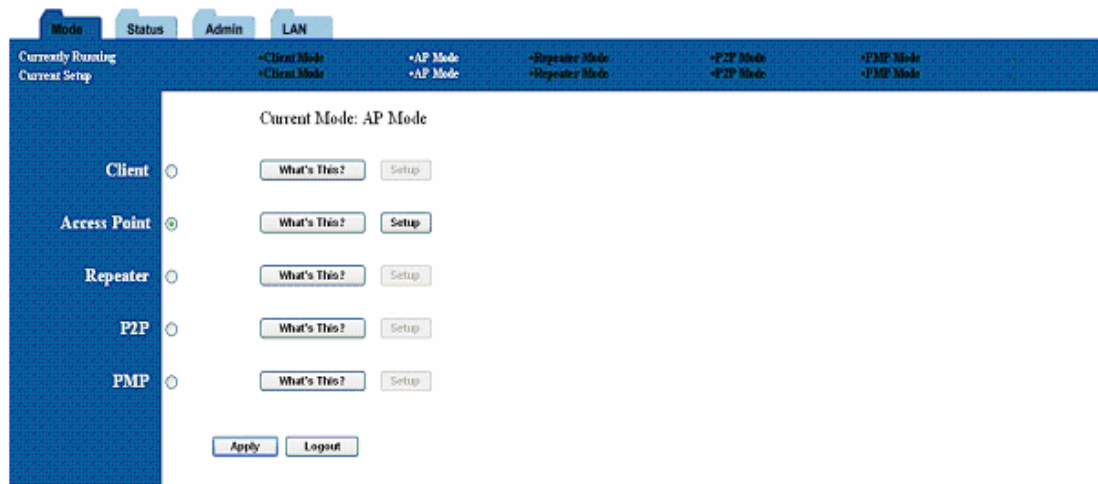 Mode Status Admin LAN
Currently Running •Client Mode •AP Mode •Repeater Mode •P2P Mode •PMP Mode
Current Setup •Client Mode •AP Mode •Repeater Mode •P2P Mode •PMP Mode
Current Mode: AP Mode
Client What's This? Setup
Access Point What's This? Setup
Repeater What's This? Setup
P2P What's This? Setup
PMP What's This? Setup
Apply Logout